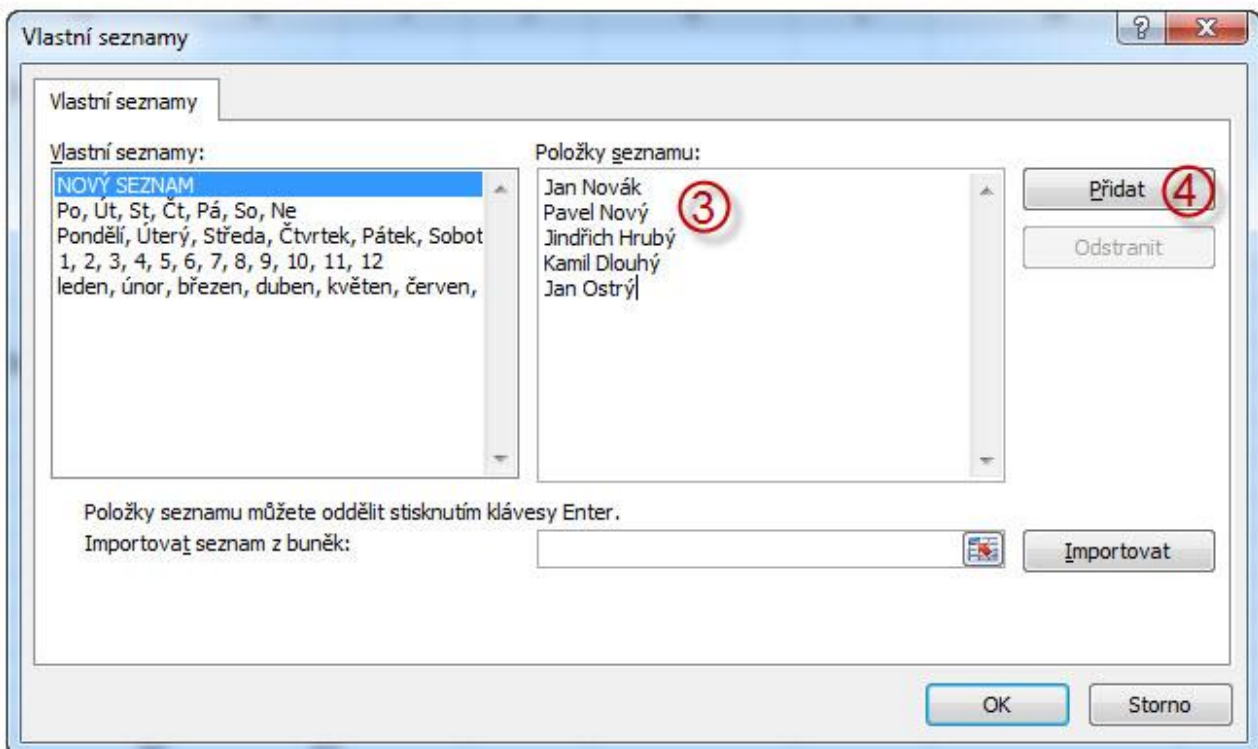 Vlastní seznamy
Vlastní seznamy
Vlastní seznamy:
NOVÝ SEZNAM
Po, Út, St, Čt, Pá, So, Ne
Pondělí, Úterý, Středa, Čtvrtek, Pátek, Sobot
1, 2, 3, 4, 5, 6, 7, 8, 9, 10, 11, 12
leden, únor, březen, duben, květen, červen,
Položky seznamu:
Jan Novák
Pavel Nový
Jindřich Hrubý
Kamil Dlouhý
Jan Ostrý
3
Přidat
4
Odstranit
Položky seznamu můžete oddělit stisknutím klávesy Enter.
Importovat seznam z buněk:
Importovat
OK
Storno